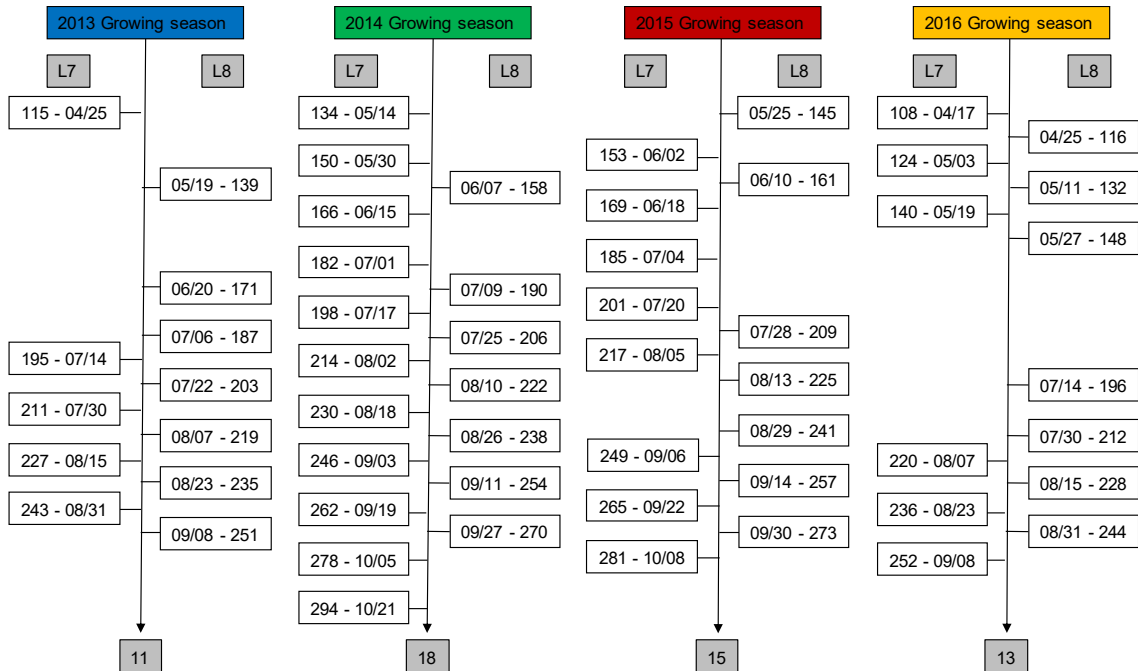 2013 Growing season
L7
L8
115 - 04/25
05/19 - 139
06/20 - 171
07/06 - 187
195 - 07/14
07/22 - 203
211 - 07/30
08/07 - 219
227 - 08/15
08/23 - 235
243 - 08/31
09/08 - 251
11
2014 Growing season
L7
L8
134 - 05/14
150 - 05/30
06/07 - 158
166 - 06/15
182 - 07/01
07/09 - 190
198 - 07/17
07/25 - 206
214 - 08/02
08/10 - 222
230 - 08/18
08/26 - 238
246 - 09/03
09/11 - 254
262 - 09/19
09/27 - 270
278 - 10/05
294 - 10/21
18
2015 Growing season
L7
L8
05/25 - 145
153 - 06/02
06/10 - 161
169 - 06/18
185 - 07/04
201 - 07/20
07/28 - 209
217 - 08/05
08/13 - 225
08/29 - 241
249 - 09/06
09/14 - 257
265 - 09/22
09/30 - 273
281 - 10/08
15
2016 Growing season
L7
L8
108 - 04/17
04/25 - 116
124 - 05/03
05/11 - 132
140 - 05/19
05/27 - 148
07/14 - 196
07/30 - 212
220 - 08/07
08/15 - 228
236 - 08/23
08/31 - 244
252 - 09/08
13